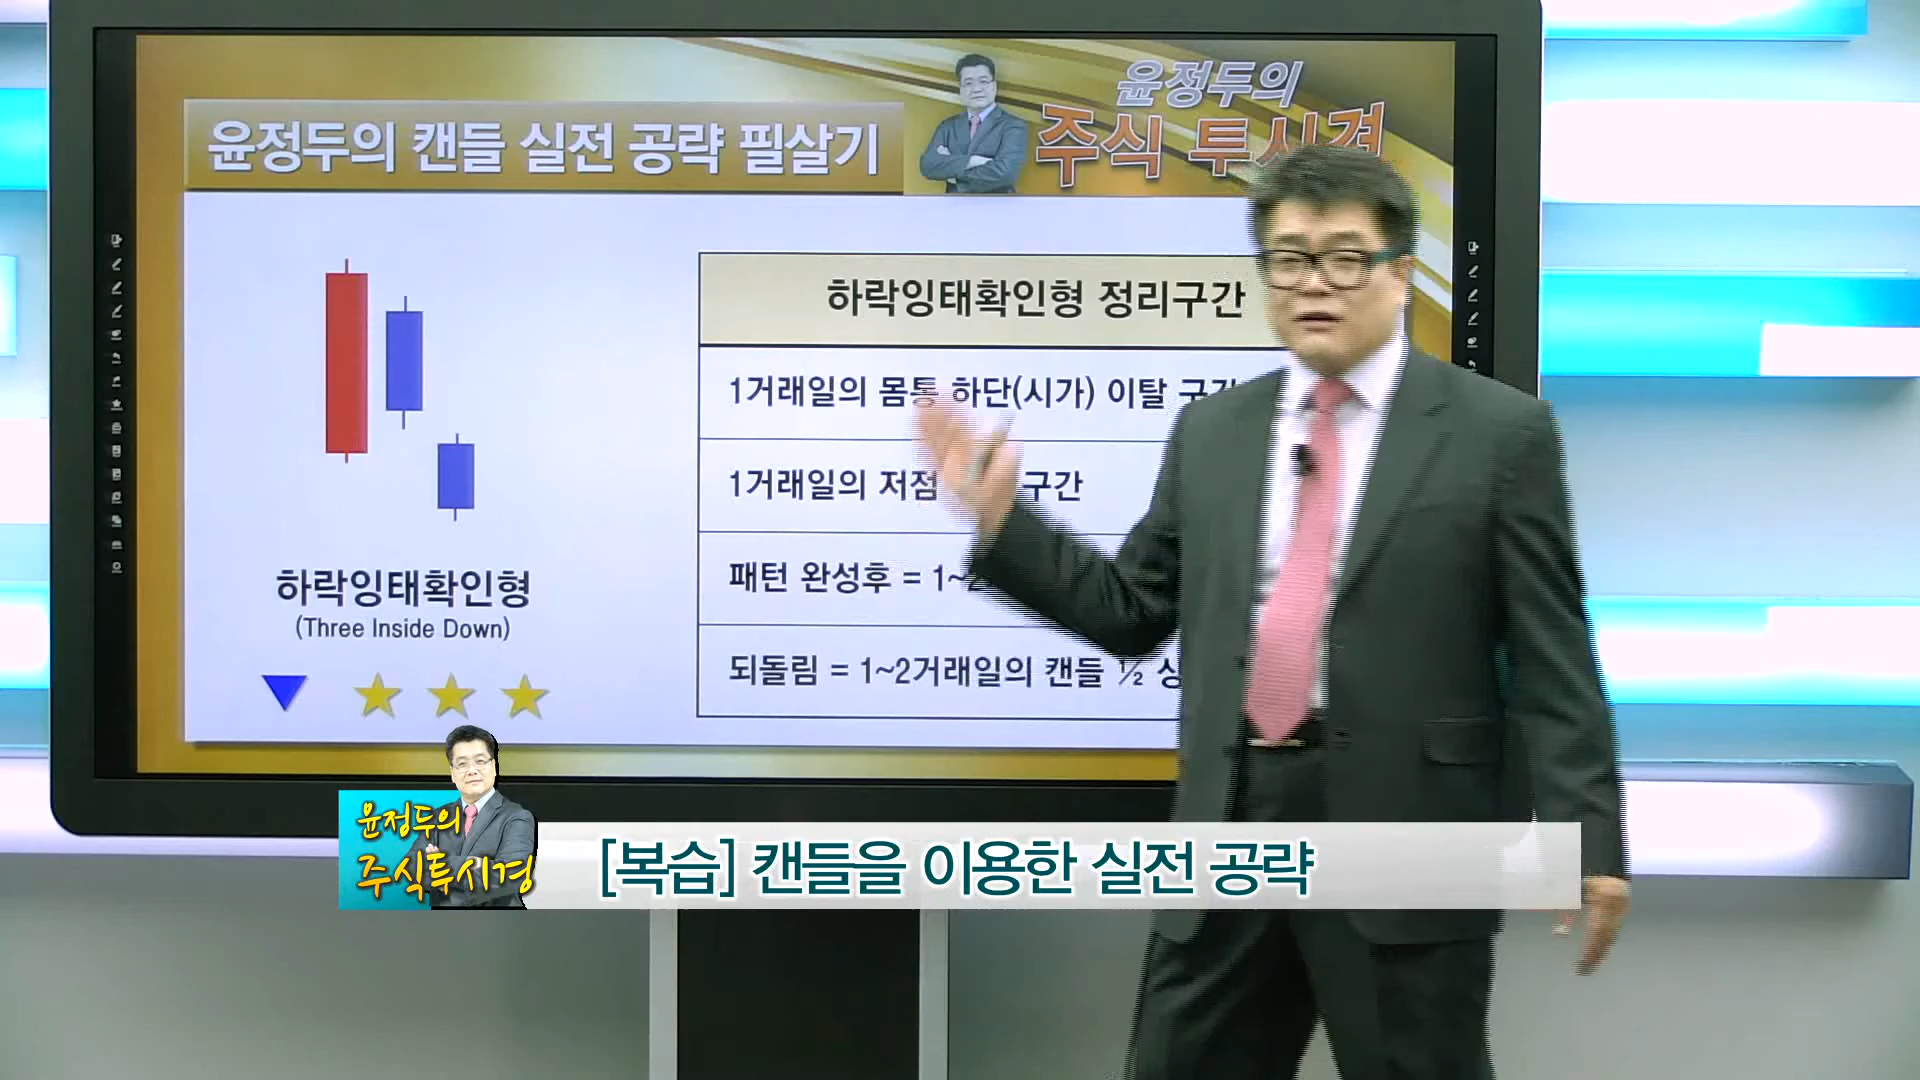 윤정두의
주식 투시경
윤정두의 캔들 실전 공략 필살기
하락잉태확인형 정리구간
1거래일의 몸통 하단(시가) 이탈
1거래일의 저점 구간
패턴 완성후 = 1~2
되돌림 = 1~2거래일의 캔들 ½
하락잉태확인형
(Three Inside Down)
윤정두의
주식투시경
[복습] 캔들을 이용한 실전 공략